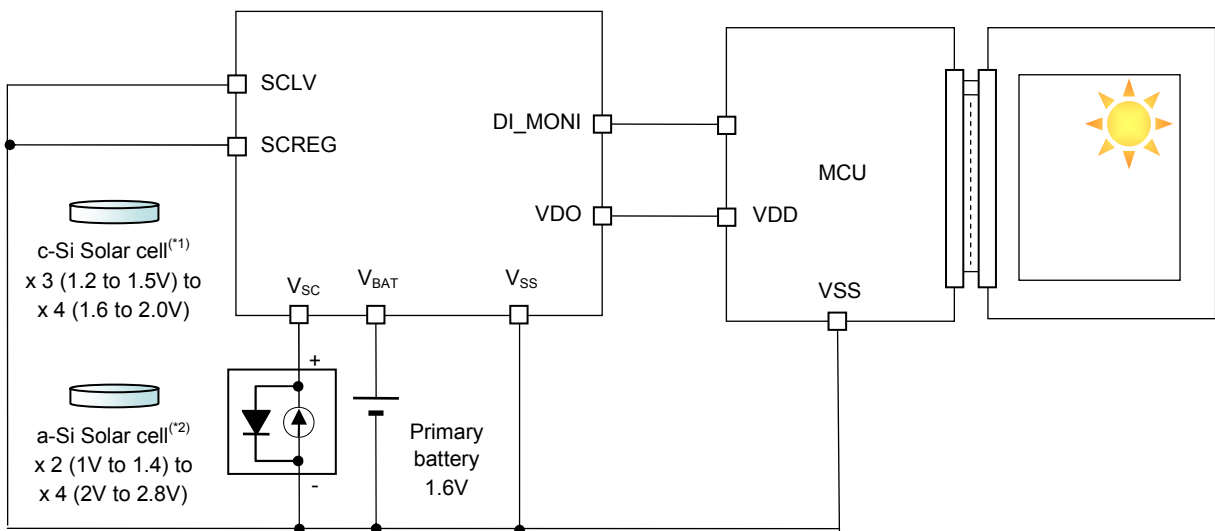 SCLV
SCREG
DI_MONI
MCU
VDO
VDD
c-Si Solar cell(*1)
x 3 (1.2 to 1.5V) to
x 4 (1.6 to 2.0V)
VSC
VBAT
VSS
VSS
+
-
a-Si Solar cell(*2)
x 2 (1V to 1.4) to
x 4 (2V to 2.8V)
Primary
battery
1.6V